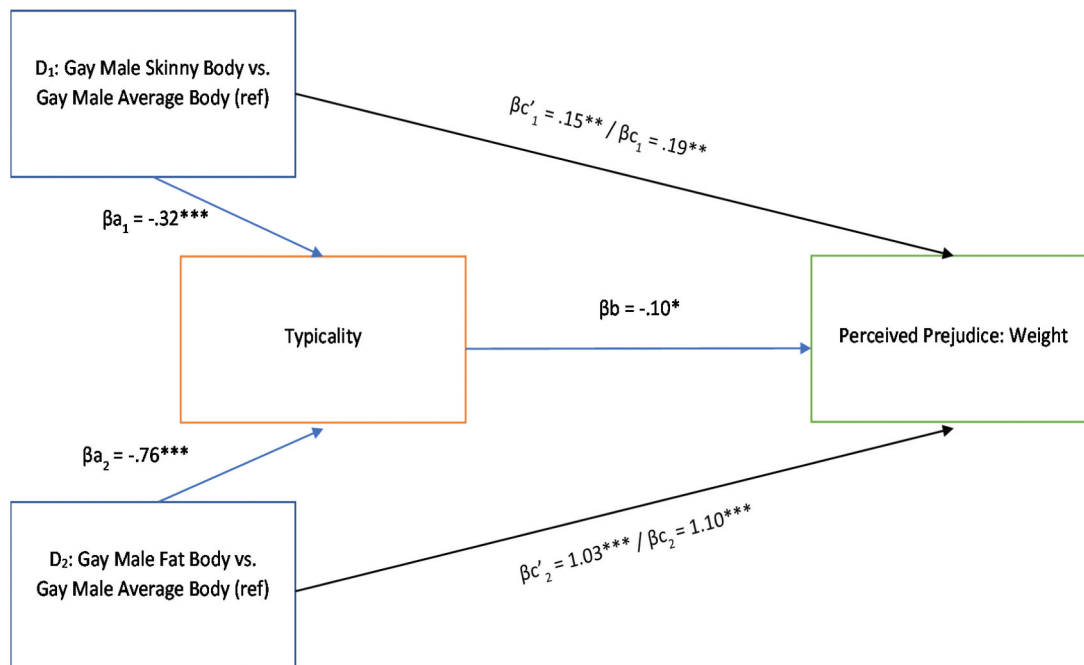 D₁: Gay Male Skinny Body vs.
Gay Male Average Body (ref)
βc’₁ = .15** / βc₁ = .19**
βa₁ = -.32***
Typicality
βb = -.10*
Perceived Prejudice: Weight
βa₂ = -.76***
D₂: Gay Male Fat Body vs.
Gay Male Average Body (ref)
βc’₂ = 1.03*** / βc₂ = 1.10***